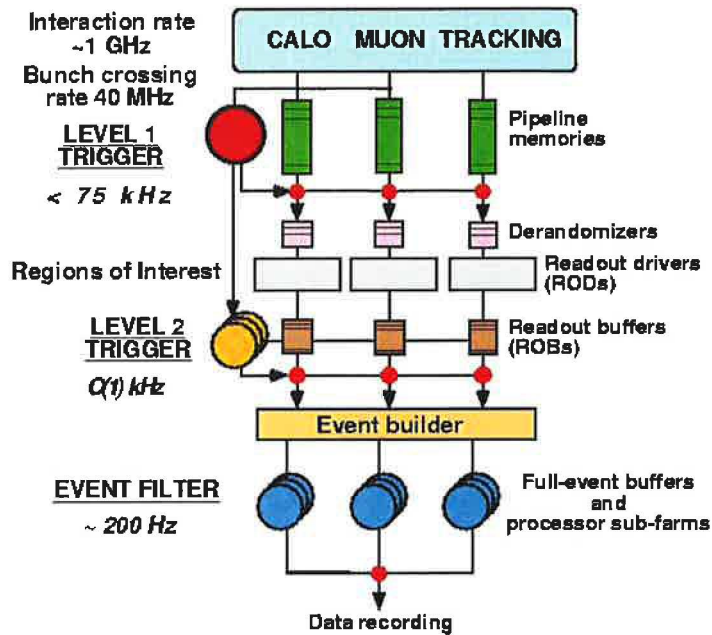 Interaction rate
~1 GHz
CALO MUON TRACKING
Bunch crossing
rate 40 MHz
LEVEL 1
TRIGGER
< 75 kHz
Pipeline
memories
Derandomizers
Regions of Interest
Readout drivers
(RODs)
LEVEL 2
TRIGGER
O(1) kHz
Readout buffers
(ROBs)
Event builder
EVENT FILTER
~ 200 Hz
Full-event buffers
and
processor sub-farms
Data recording